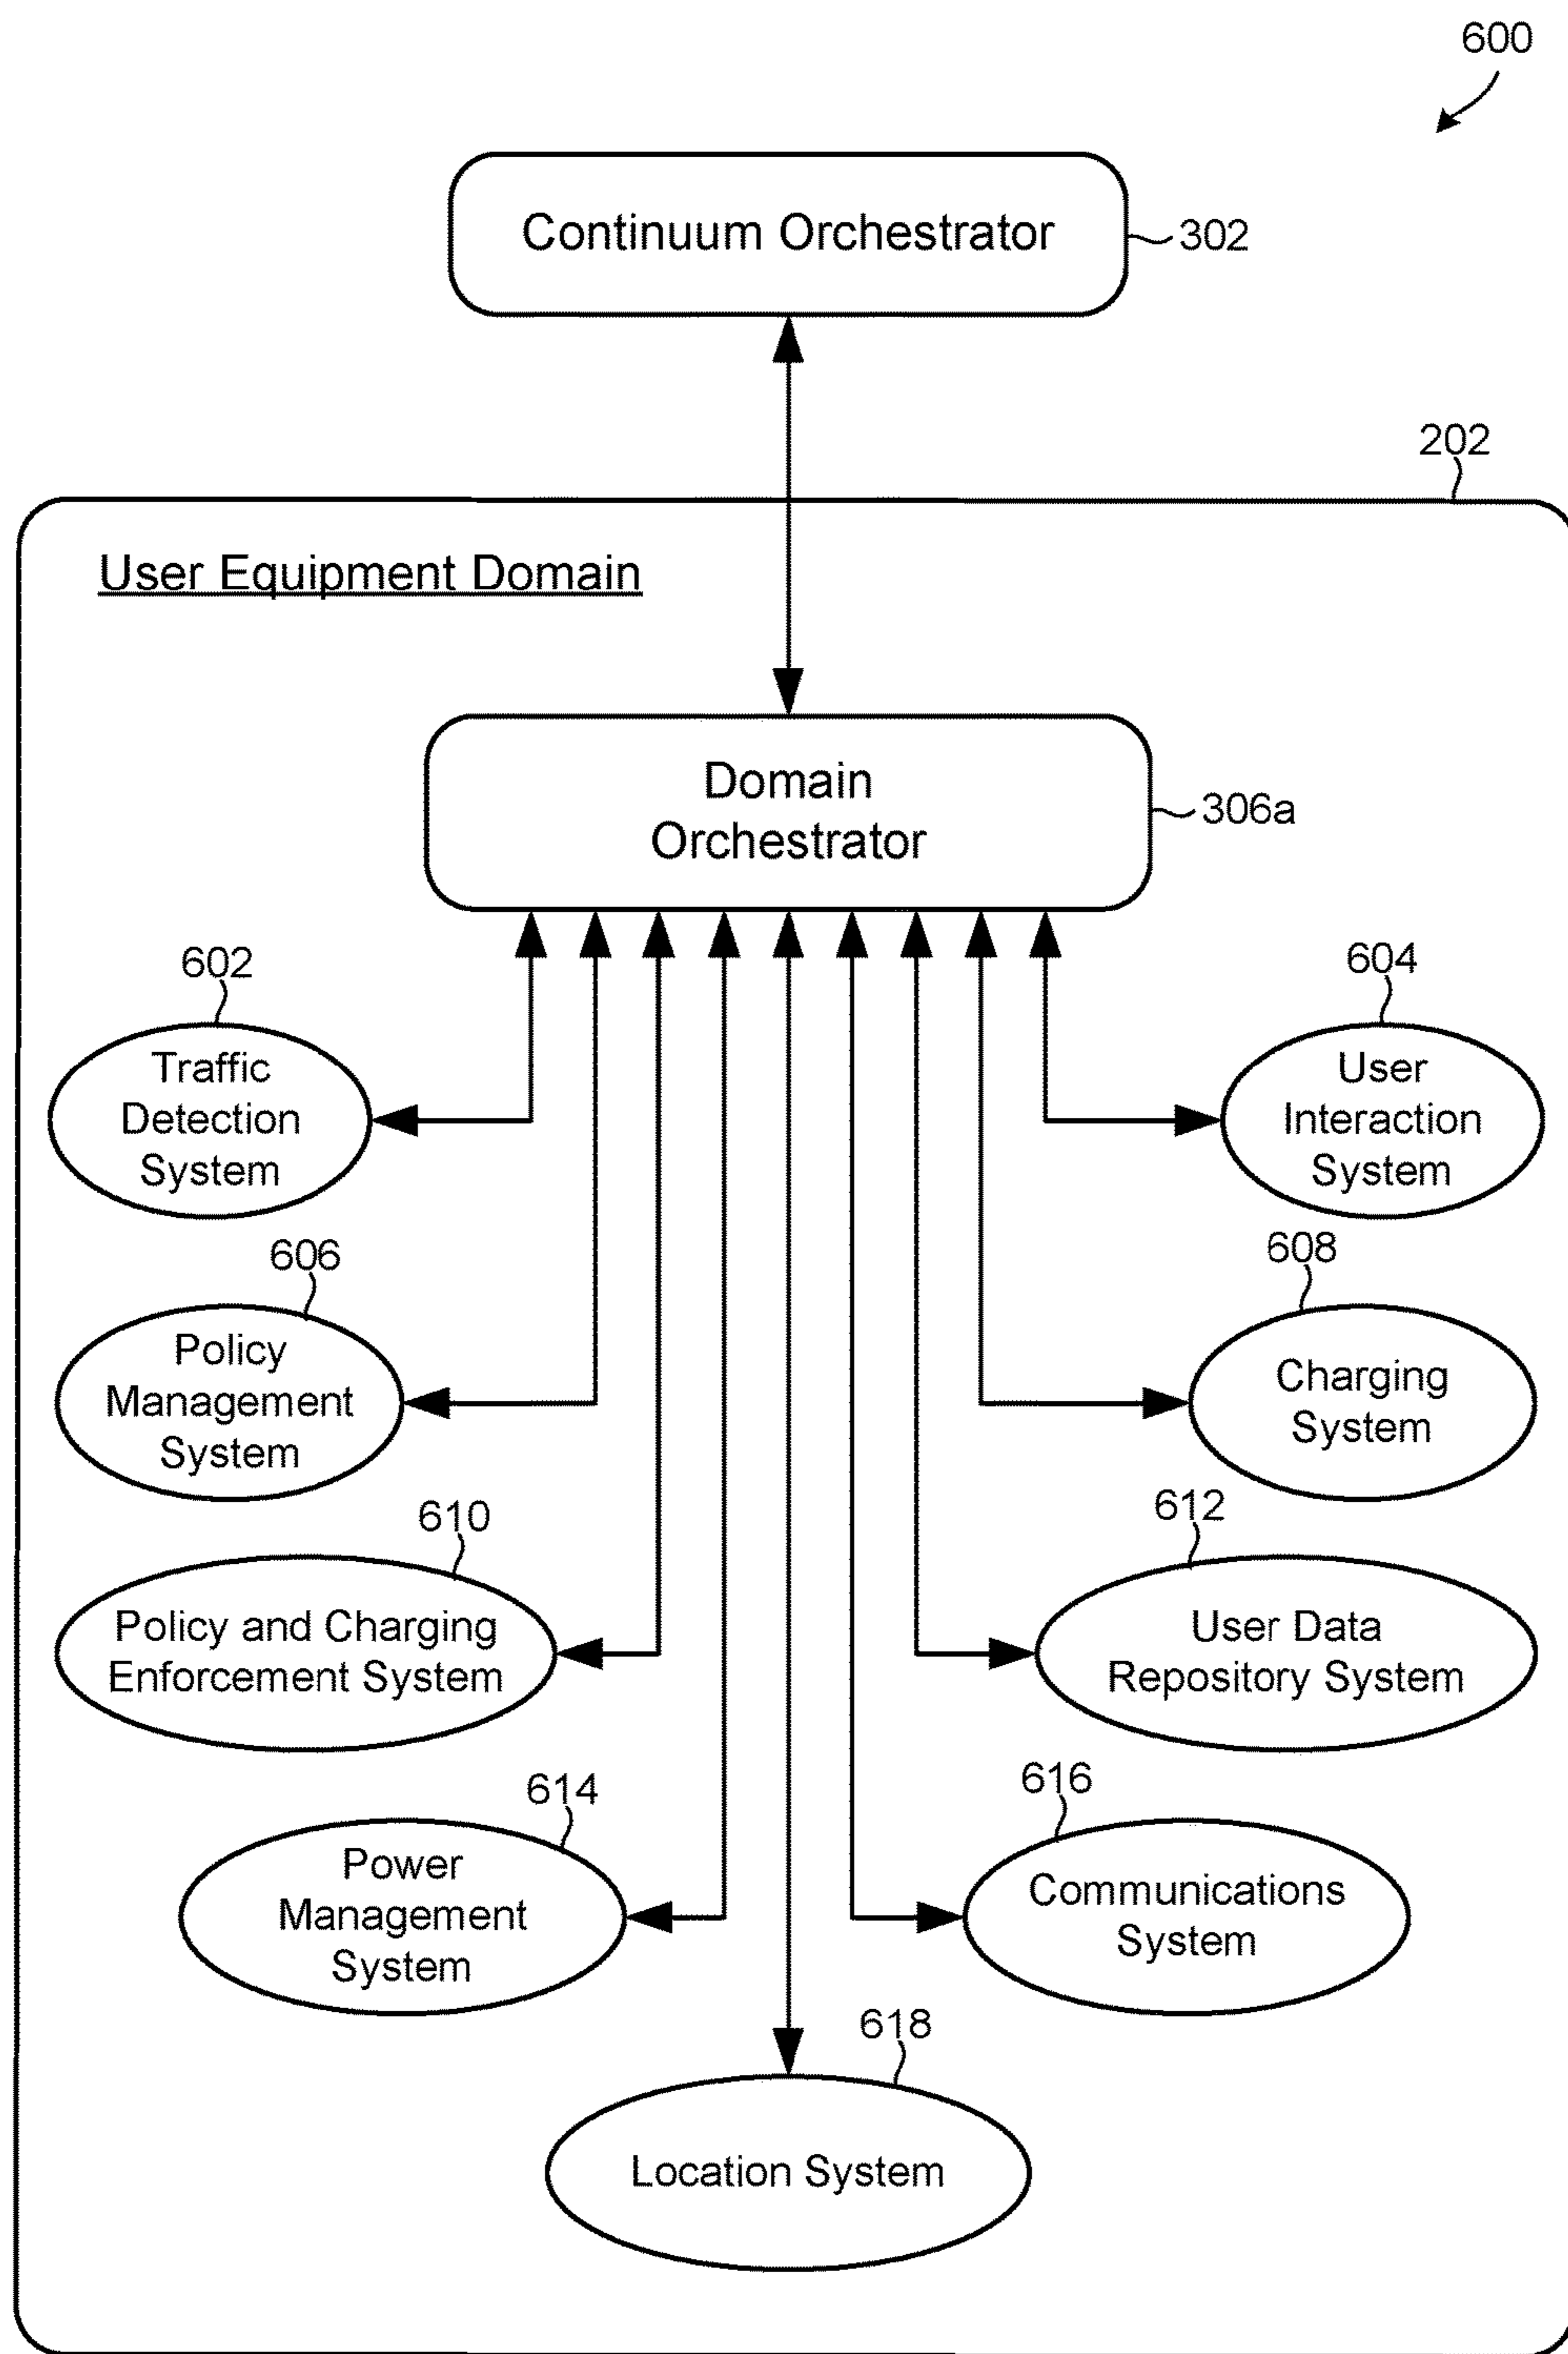 600
Continuum Orchestrator
302
202
User Equipment Domain
Domain
Orchestrator
306a
602
Traffic
Detection
System
604
User
Interaction
System
606
Policy
Management
System
608
Charging
System
610
Policy and Charging
Enforcement System
612
User Data
Repository System
614
Power
Management
System
616
Communications
System
618
Location System